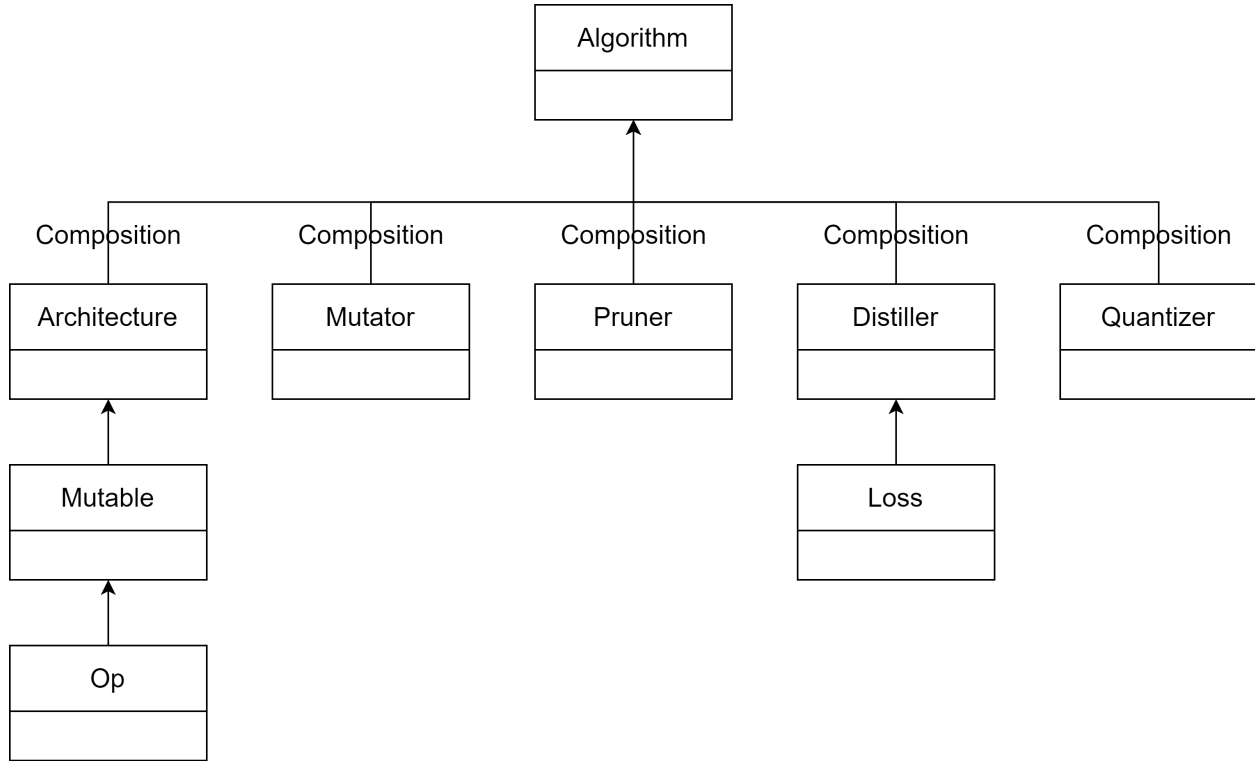 Algorithm
Composition Composition Composition Composition Composition
Architecture Mutator Pruner Distiller Quantizer
Mutable Loss
Op